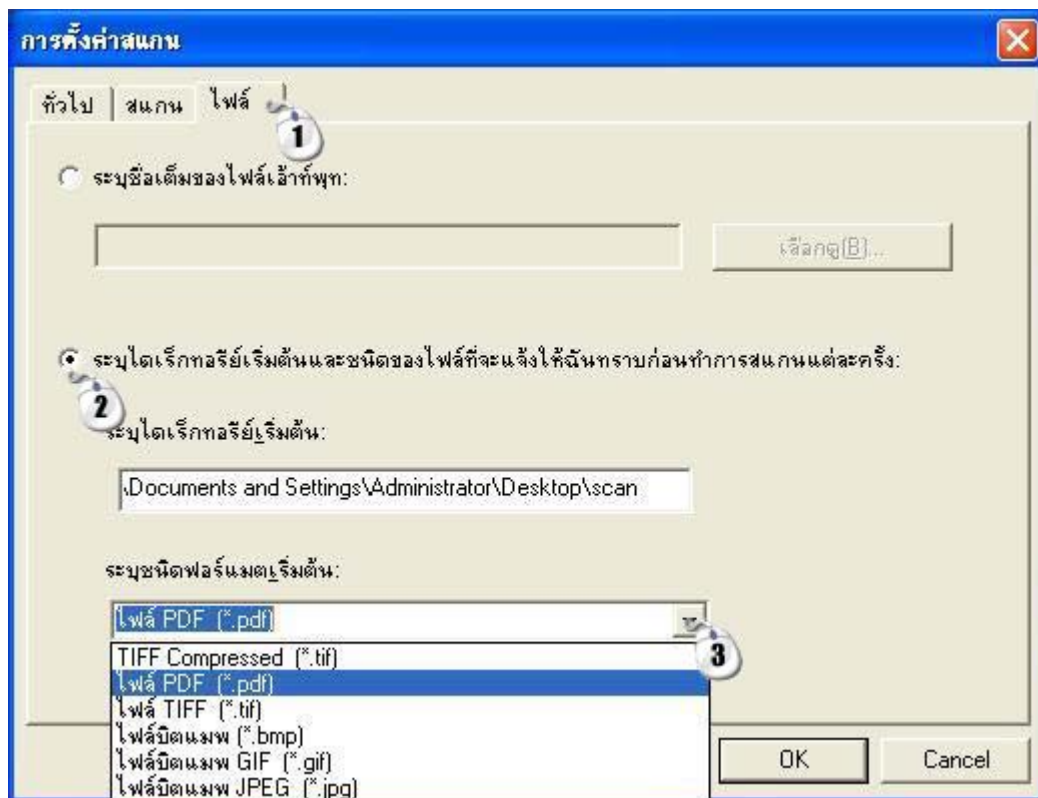 การตั้งค่าสแกน
ทั่วไป สแกน ไฟล์
1
ระบุชื่อเต็มของไฟล์เอ้าท์พุท:
เลือกดู(B)...
ระบุไดเร็กทอรีย์เริ่มต้นและชนิดของไฟล์ที่จะแจ้งให้ฉันทราบก่อนทำการสแกนแต่ละครั้ง:
2
ระบุไดเร็กทอรีย์เริ่มต้น:
\Documents and Settings\Administrator\Desktop\scan
ระบุชนิดฟอร์แมตเริ่มต้น:
ไฟล์ PDF (*.pdf)
3
TIFF Compressed (*.tif)
ไฟล์ PDF (*.pdf)
ไฟล์ TIFF (*.tif)
ไฟล์บิตแมพ (*.bmp)
ไฟล์บิตแมพ GIF (*.gif)
ไฟล์บิตแมพ JPEG (*.jpg)
OK Cancel